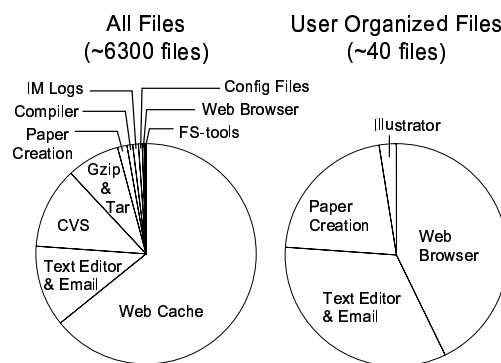 All Files
(~6300 files)
User Organized Files
(~40 files)
IM Logs
Config Files
Compiler
Web Browser
Paper
Creation
FS-tools
Gzip
&
Tar
CVS
Text Editor
& Email
Web Cache
Illustrator
Paper
Creation
Web
Browser
Text Editor
& Email